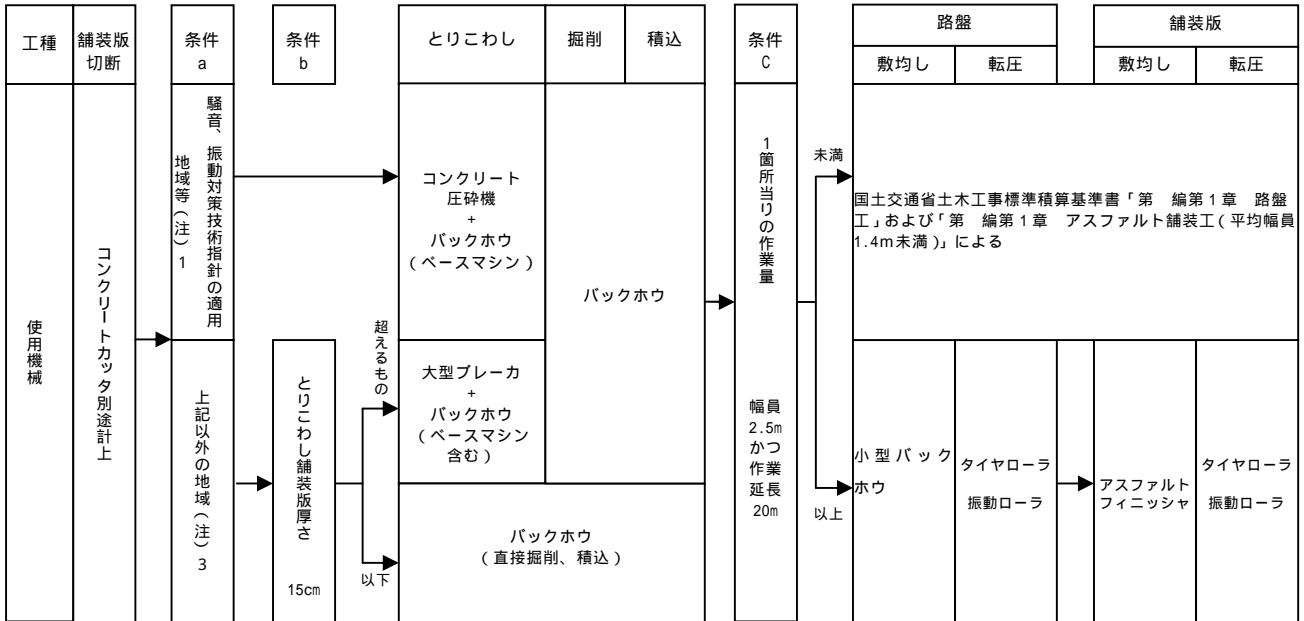 工種
舗装版
切断
条件
a
条件
b
とりこわし
掘削
積込
条件
C
路盤
舗装版
敷均し
転圧
敷均し
転圧
使用機械
コンクリートカッタ別途計上
騒音、振動対策技術指針の適用
地域等(注)1
上記以外の地域(注)3
とりこわし舗装版厚さ
15cm
超えるもの
以下
コンクリート
圧砕機
+
バックホウ
(ベースマシン)
大型ブレーカ
+
バックホウ
(ベースマシン
含む)
バックホウ
バックホウ
(直接掘削、積込)
1箇所当りの作業量
幅員
2.5m
かつ
作業
延長
20m
未満
以上
国土交通省土木工事標準積算基準書「第 編第1章 路盤
工」および「第 編第1章 アスファルト舗装工(平均幅員
1.4m未満)」による
小型バック
ホウ
タイヤローラ
振動ローラ
アスファルト
フィニッシャ
タイヤローラ
振動ローラ